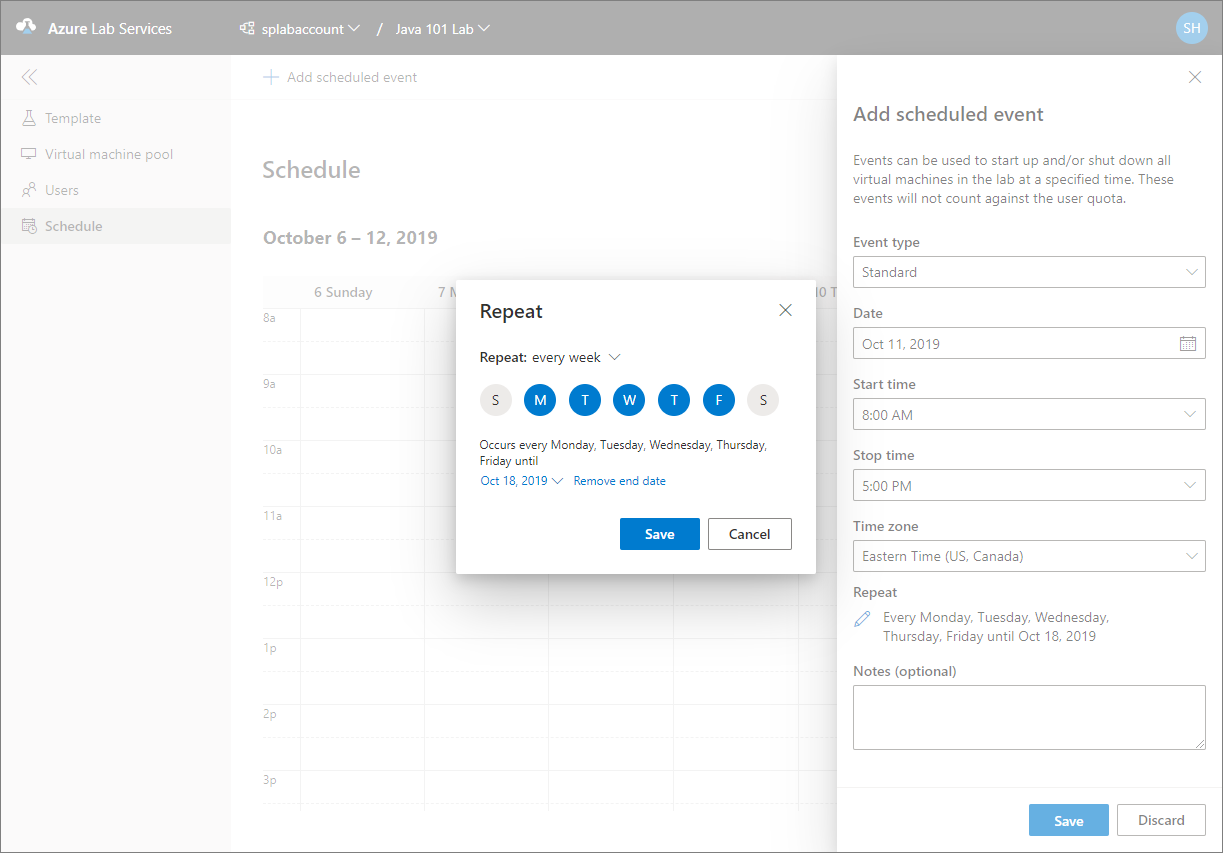 Azure Lab Services
splabaccount / Java 101 Lab
SH
Template
Virtual machine pool
Users
Schedule
Add scheduled event
Schedule
October 6 – 12, 2019
6 Sunday
7 M
10 T
8a
9a
10a
11a
12p
1p
2p
3p
Repeat
Repeat: every week
S M T W T F S
Occurs every Monday, Tuesday, Wednesday, Thursday,
Friday until
Oct 18, 2019 Remove end date
Save Cancel
Add scheduled event
Events can be used to start up and/or shut down all
virtual machines in the lab at a specified time. These
events will not count against the user quota.
Event type
Standard
Date
Oct 11, 2019
Start time
8:00 AM
Stop time
5:00 PM
Time zone
Eastern Time (US, Canada)
Repeat
Every Monday, Tuesday, Wednesday,
Thursday, Friday until Oct 18, 2019
Notes (optional)
Save Discard